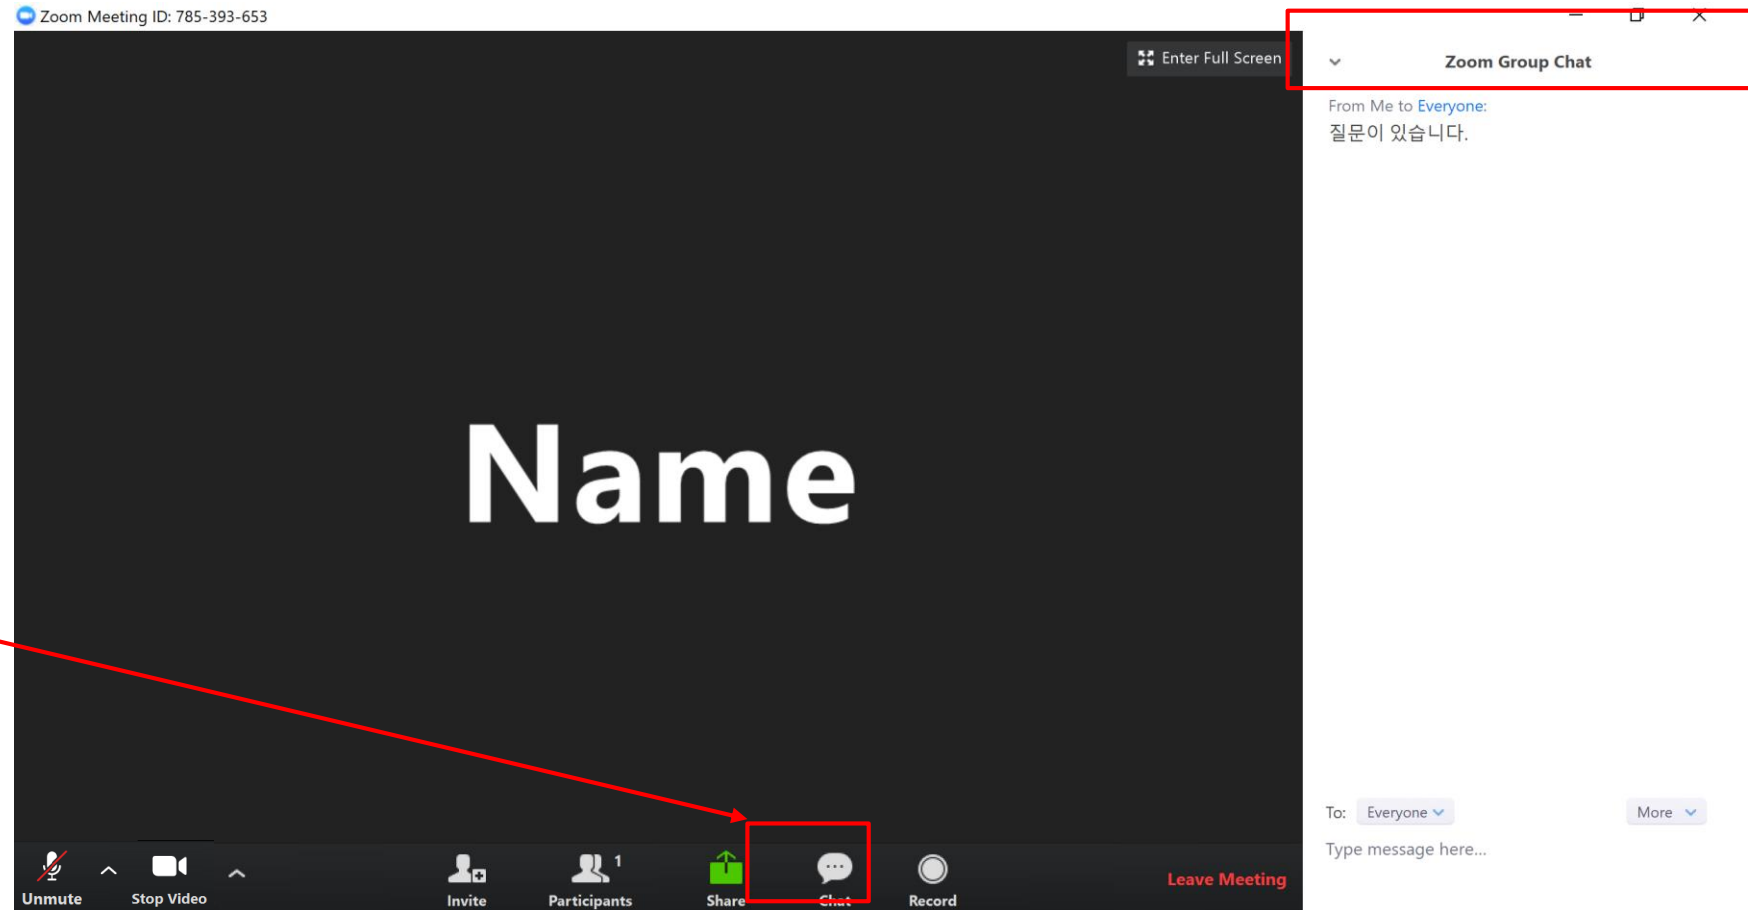 Zoom Meeting ID: 785-393-653
Enter Full Screen
Zoom Group Chat
From Me to Everyone:
질문이 있습니다.
Name
To: Everyone More
Type message here...
Unmute Stop Video Invite Participants 1 Share Chat Record Leave Meeting